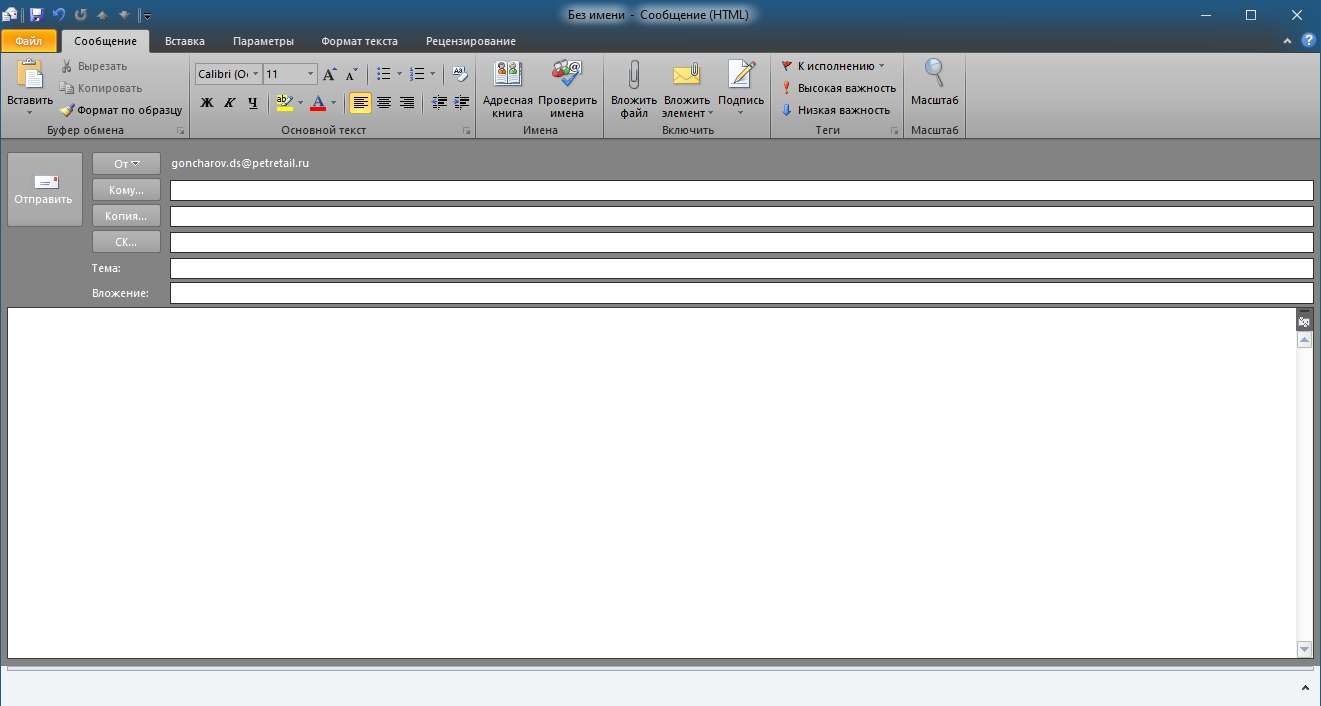 Без имени - Сообщение (HTML)
Файл Сообщение Вставка Параметры Формат текста Рецензирование
Вставить
Вырезать
Копировать
Формат по образцу
Буфер обмена
Calibri (О 11
Ж К Ч
Основной текст
Адресная книга
Проверить имена
Имена
Вложить файл
Вложить элемент
Подпись
Включить
К исполнению
Высокая важность
Низкая важность
Теги
Масштаб
Масштаб
Отправить
От goncharov.ds@petretail.ru
Кому...
Копия...
СК...
Тема:
Вложение: